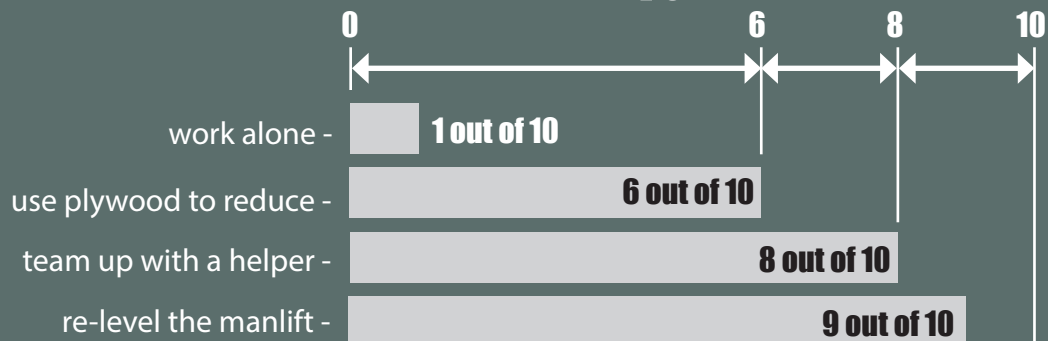 0 6 8 10
work alone - 1 out of 10
use plywood to reduce - 6 out of 10
team up with a helper - 8 out of 10
re-level the manlift - 9 out of 10